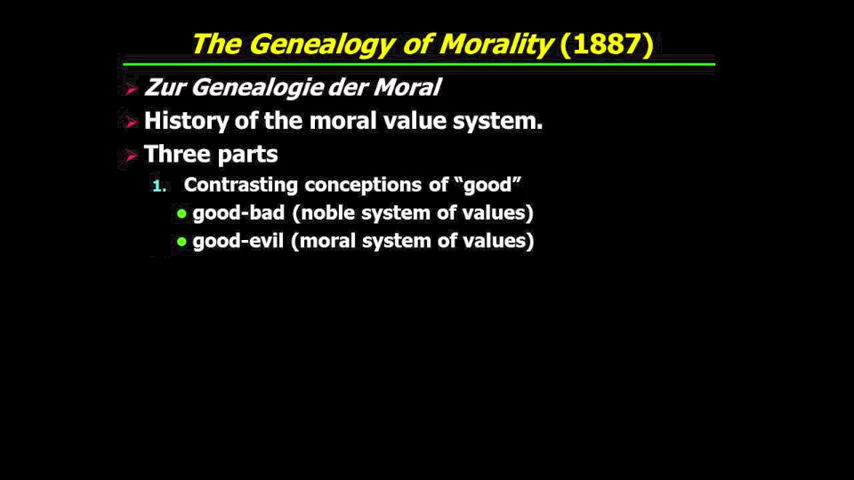 The Genealogy of Morality (1887)
Zur Genealogie der Moral
History of the moral value system.
Three parts
1. Contrasting conceptions of “good”
good-bad (noble system of values)
good-evil (moral system of values)